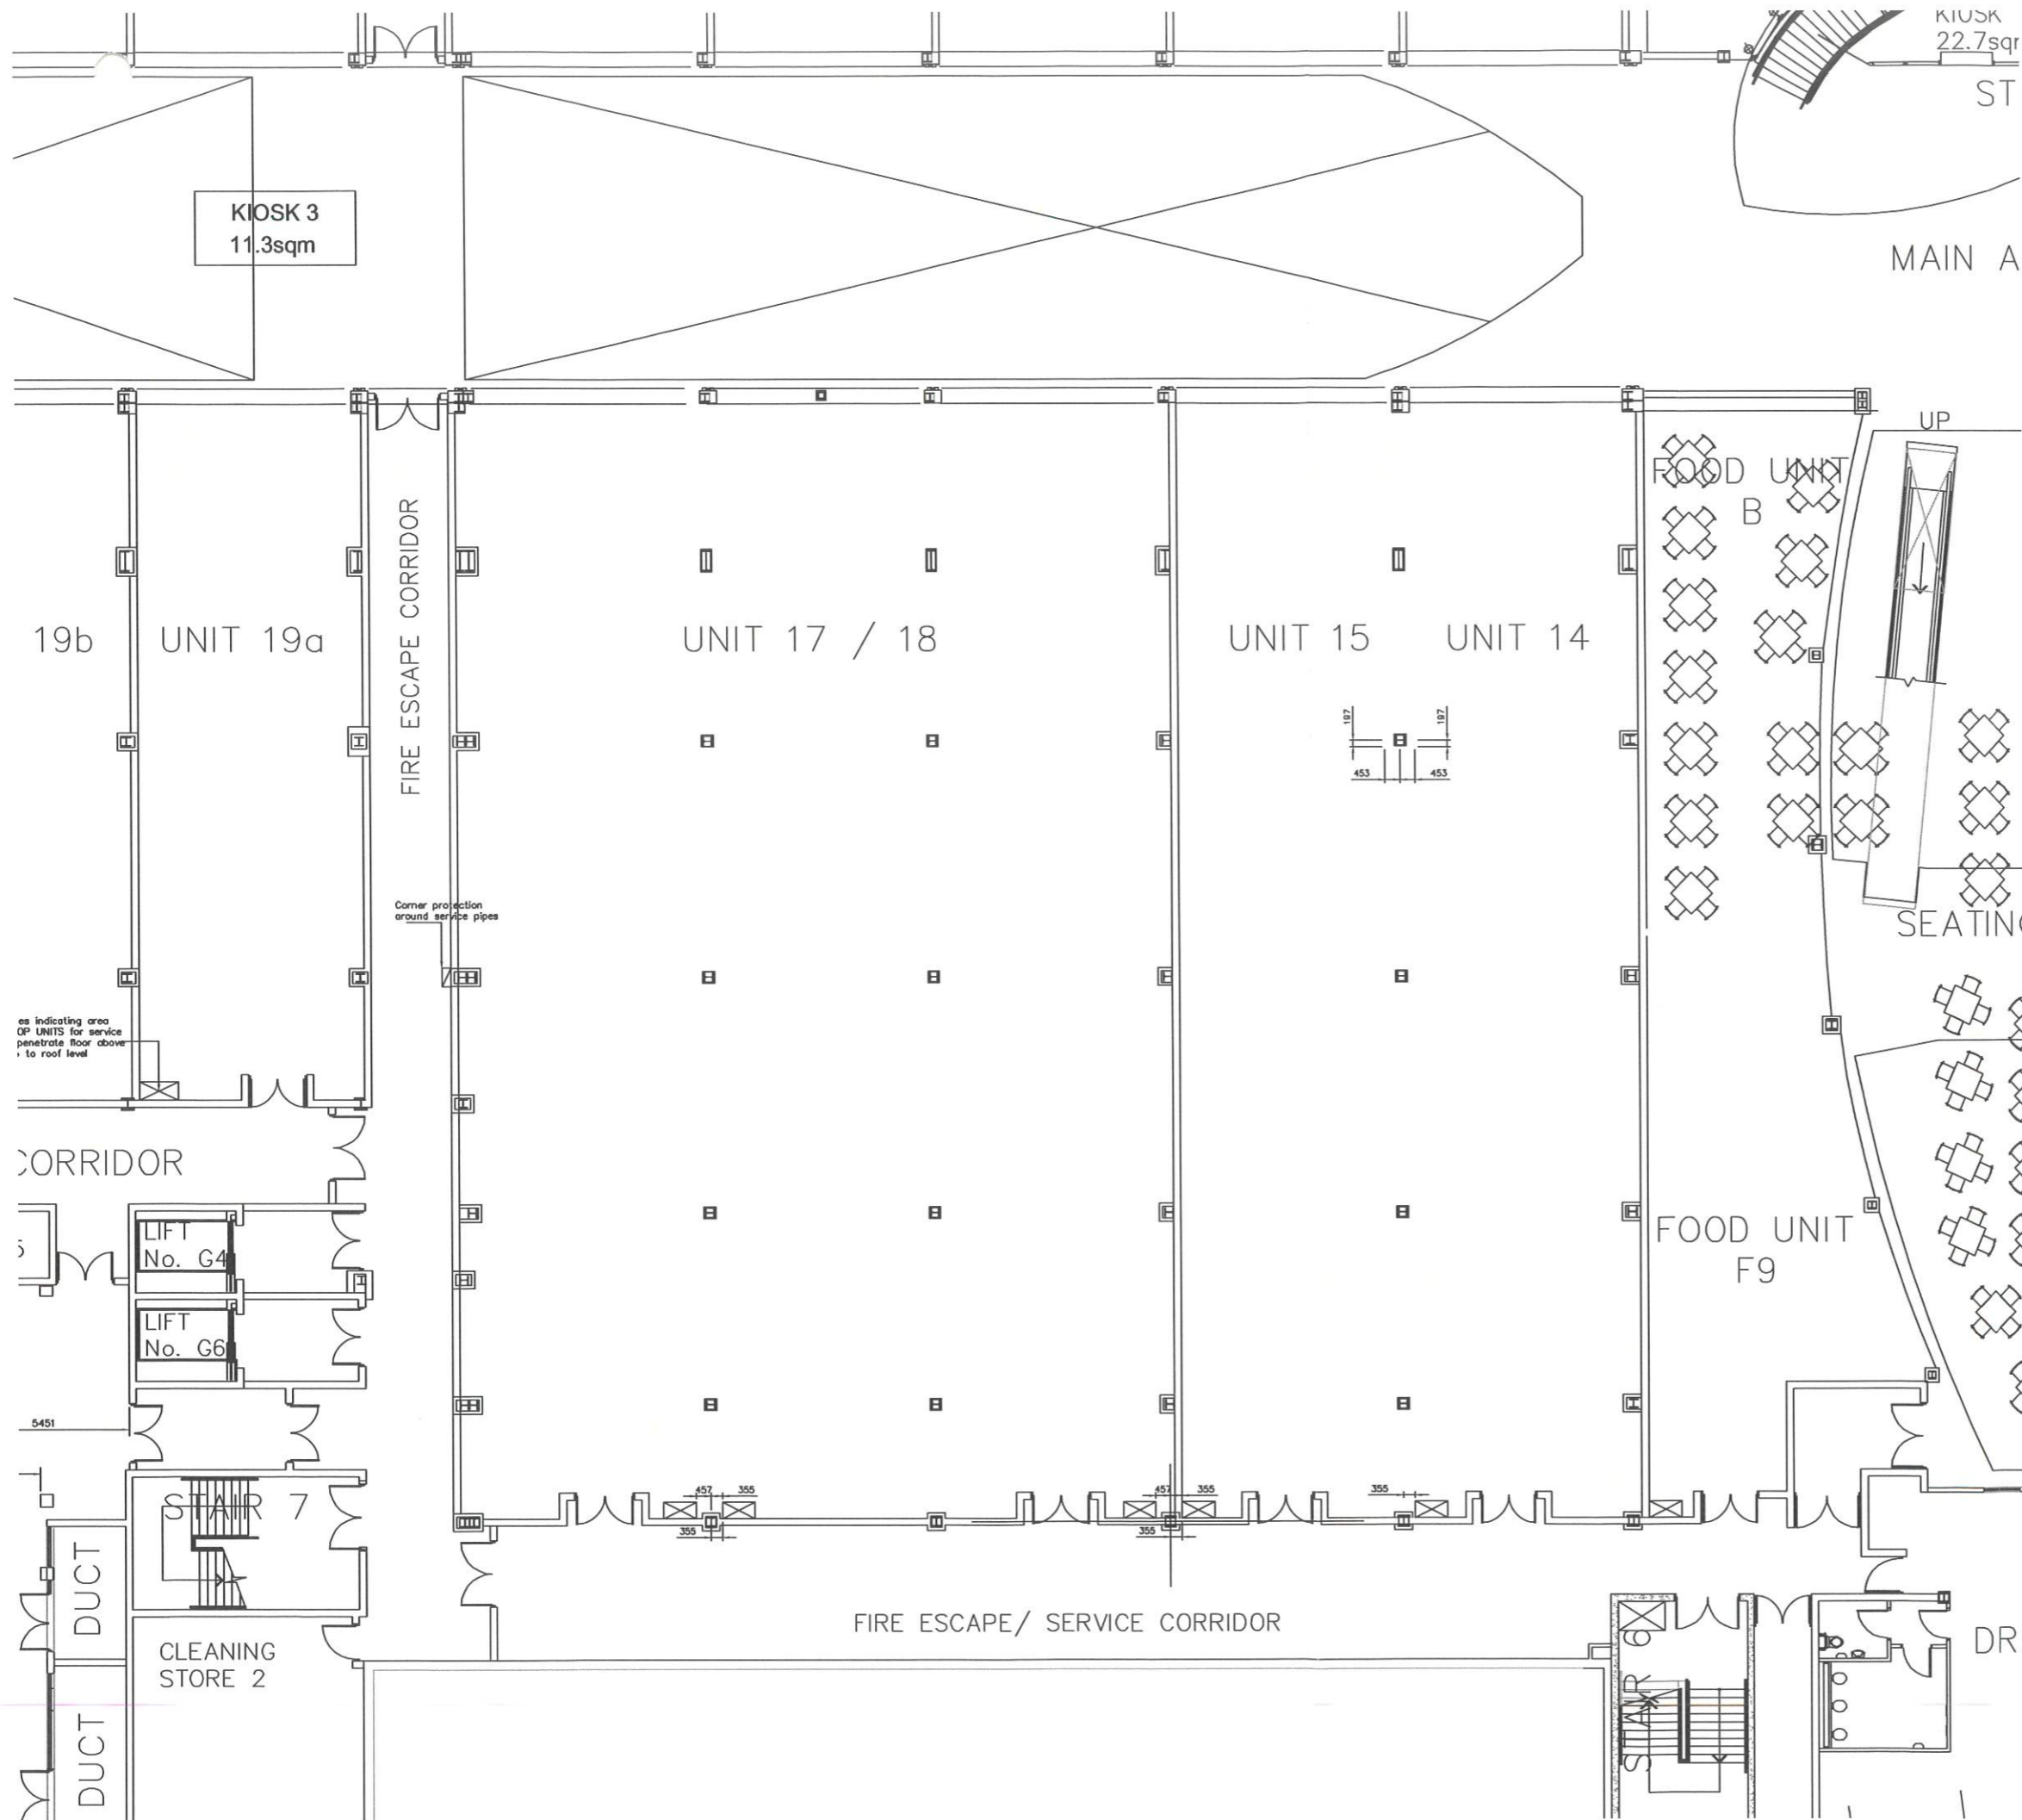 KIOSK
22.7sqr
ST
KIOSK 3
11.3sqm
MAIN A
UP
FOOD UNIT
B
FIRE ESCAPE CORRIDOR
19b
UNIT 19a
UNIT 17 / 18
UNIT 15
UNIT 14
197
197
453
453
Corner protection
around service pipes
SEATING
es indicating area
OP UNITS for service
penetrate floor above
to roof level
CORRIDOR
LIFT
No. G4
5
FOOD UNIT
F9
LIFT
No. G6
5451
STAIR 7
457
355
457
355
355
355
355
DUCT
FIRE ESCAPE/ SERVICE CORRIDOR
CLEANING
STORE 2
STAIR 6
DR
DUCT